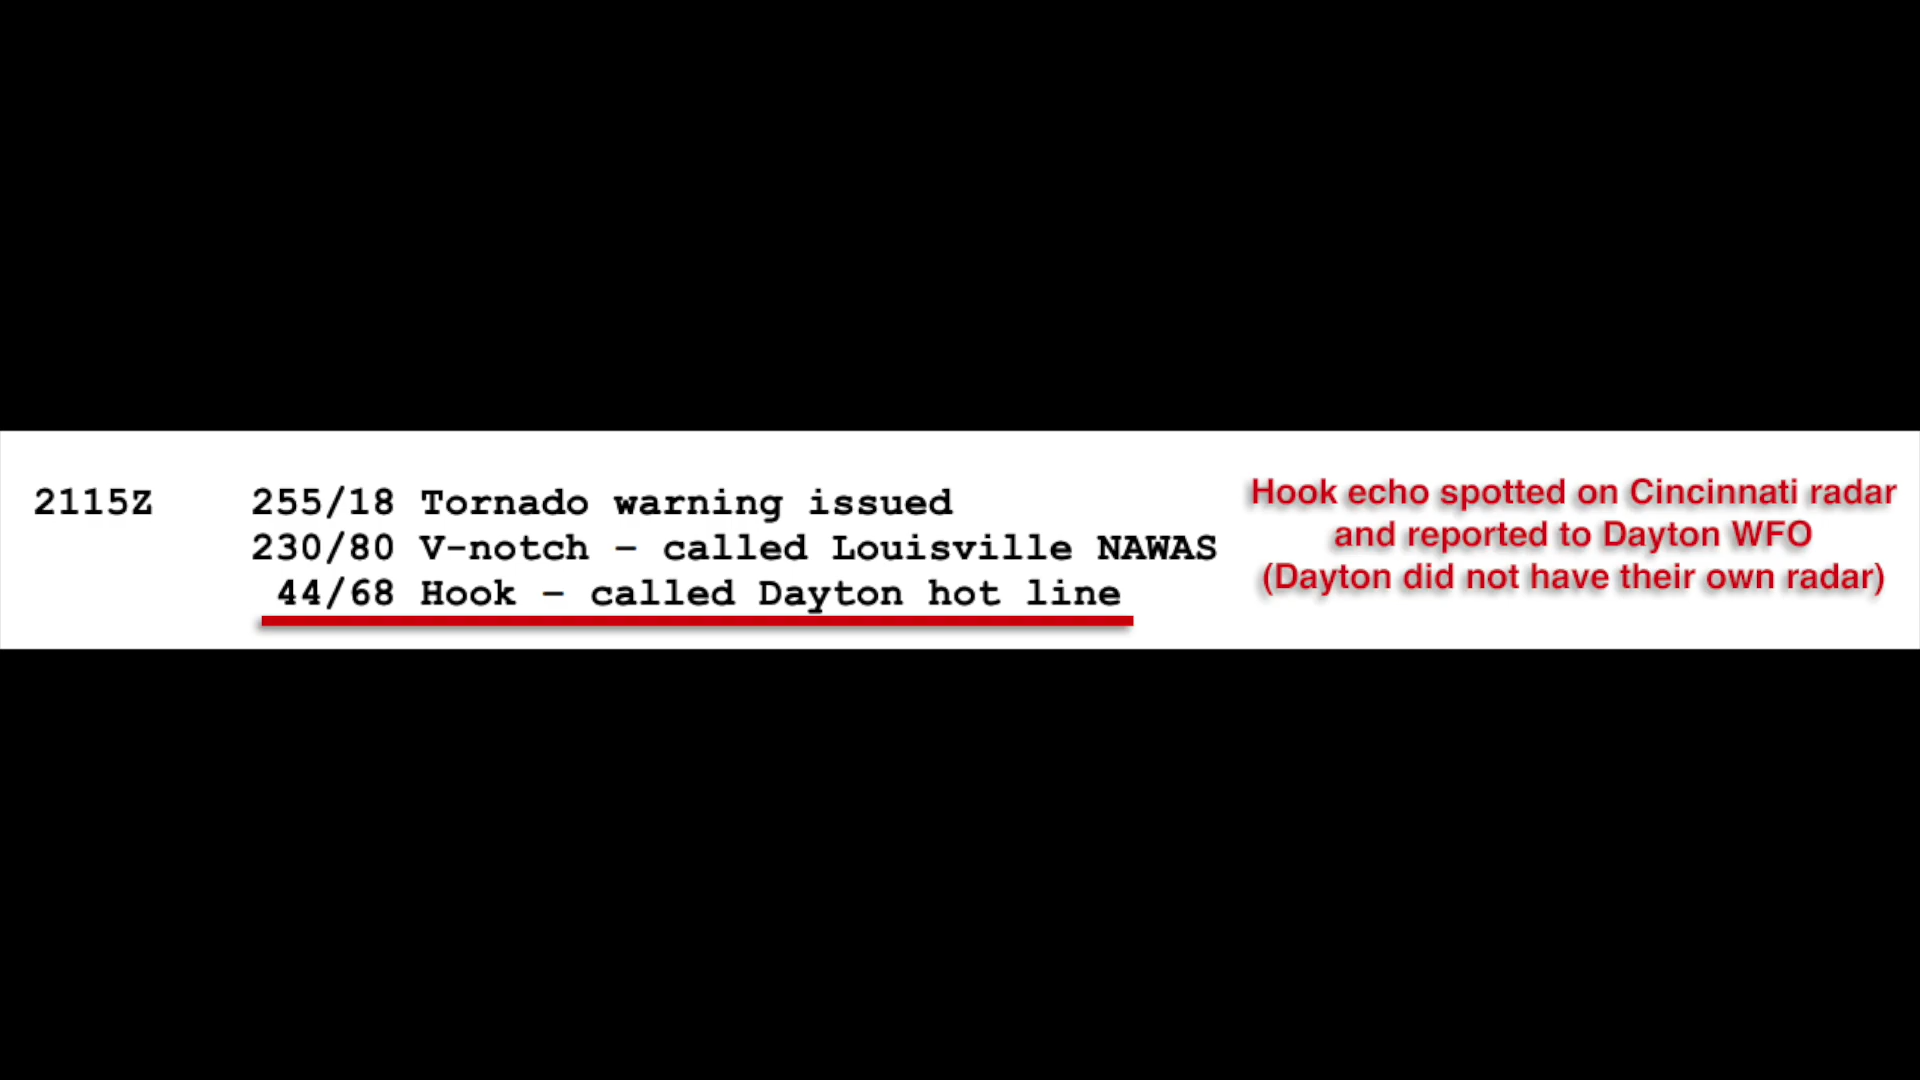 2115Z 255/18 Tornado warning issued
230/80 V-notch – called Louisville NAWAS
44/68 Hook – called Dayton hot line
Hook echo spotted on Cincinnati radar
and reported to Dayton WFO
(Dayton did not have their own radar)